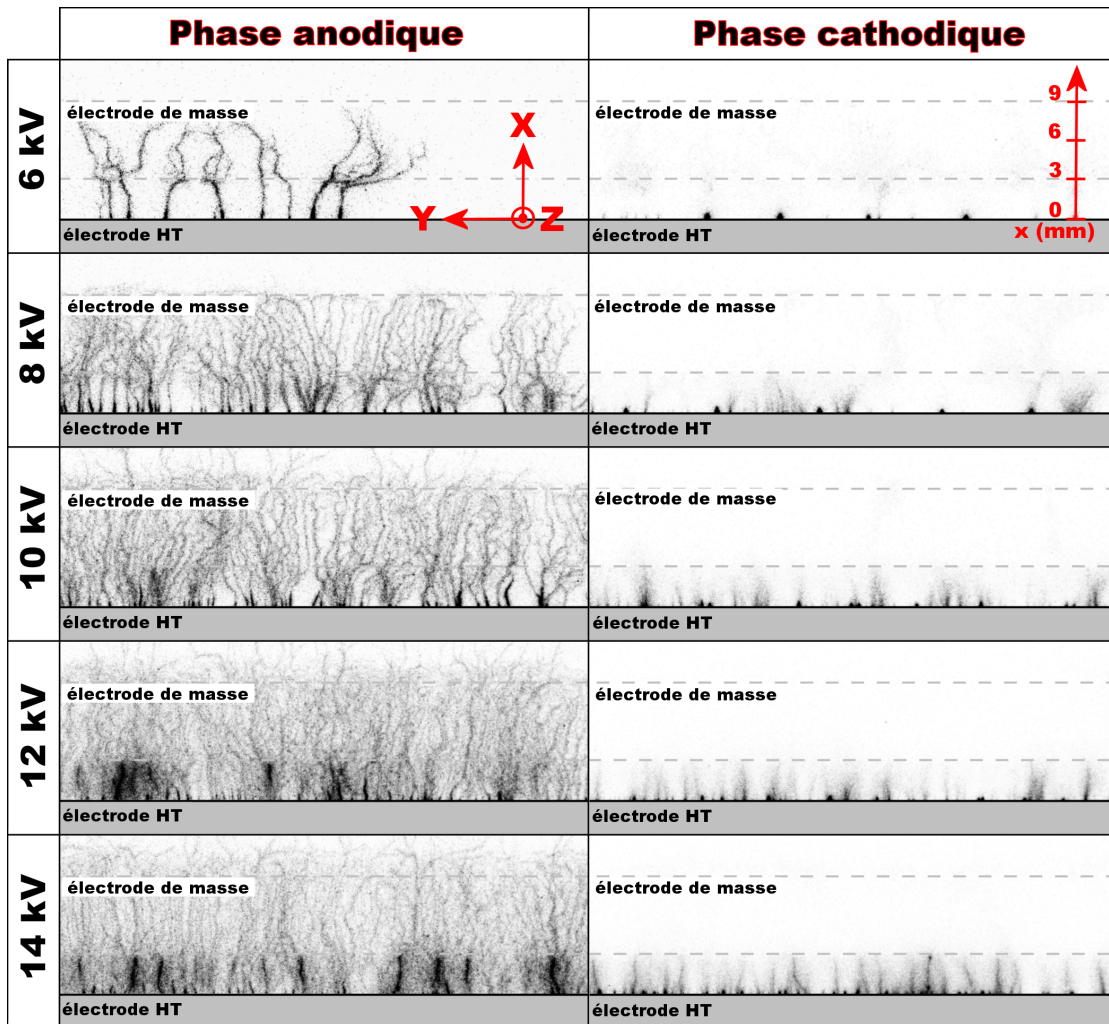 Phase anodique
Phase cathodique
6 kV
électrode de masse
X
Y
Z
électrode HT
électrode de masse
9
6
3
0
x (mm)
électrode HT
8 kV
électrode de masse
électrode HT
électrode de masse
électrode HT
10 kV
électrode de masse
électrode HT
électrode de masse
électrode HT
12 kV
électrode de masse
électrode HT
électrode de masse
électrode HT
14 kV
électrode de masse
électrode HT
électrode de masse
électrode HT